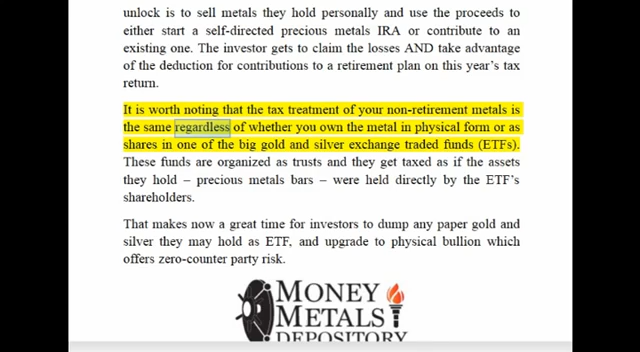 unlock is to sell metals they hold personally and use the proceeds to
either start a self-directed precious metals IRA or contribute to an
existing one. The investor gets to claim the losses AND take advantage
of the deduction for contributions to a retirement plan on this year's tax
return.
It is worth noting that the tax treatment of your non-retirement metals is
the same regardless of whether you own the metal in physical form or as
shares in one of the big gold and silver exchange traded funds (ETFs).
These funds are organized as trusts and they get taxed as if the assets
they hold – precious metals bars – were held directly by the ETF's
shareholders.
That makes now a great time for investors to dump any paper gold and
silver they may hold as ETF, and upgrade to physical bullion which
offers zero-counter party risk.
MONEY
METALS
DEPOSITORY